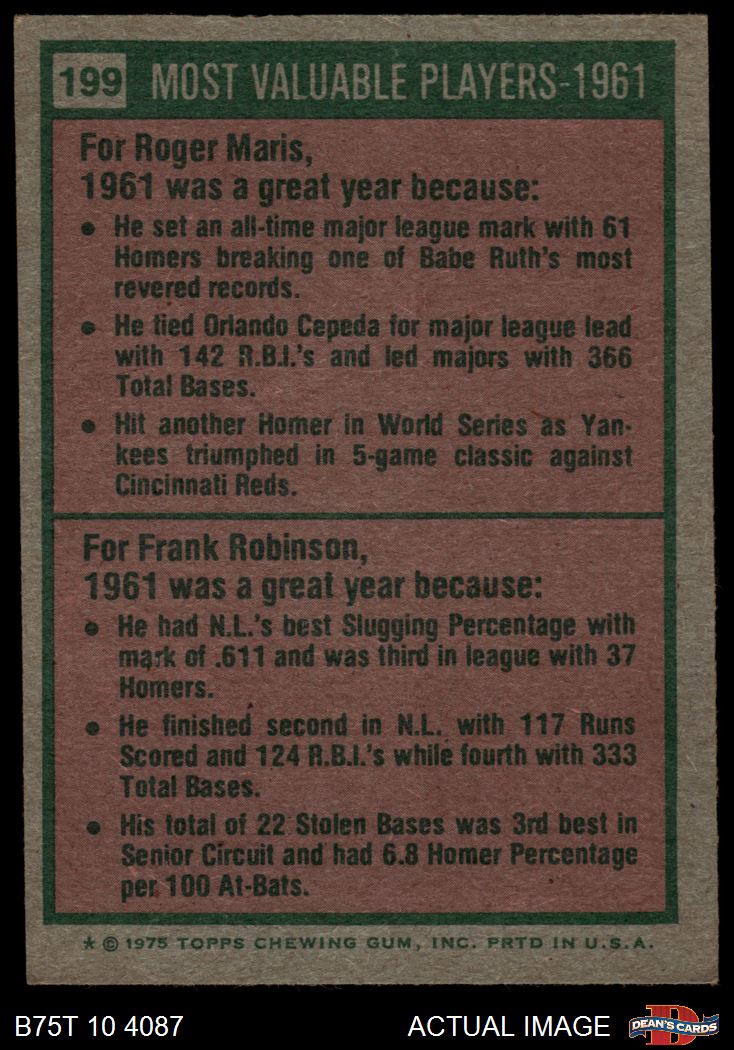 199 MOST VALUABLE PLAYERS-1961
For Roger Maris,
1961 was a great year because:
• He set an all-time major league mark with 61
Homers breaking one of Babe Ruth's most
revered records.
• He tied Orlando Cepeda for major league lead
with 142 R.B.I.'s and led majors with 366
Total Bases.
• Hit another Homer in World Series as Yan-
kees triumphed in 5-game classic against
Cincinnati Reds.
For Frank Robinson,
1961 was a great year because:
• He had N.L.'s best Slugging Percentage with
mark of .611 and was third in league with 37
Homers.
• He finished second in N.L. with 117 Runs
Scored and 124 R.B.I.'s while fourth with 333
Total Bases.
• His total of 22 Stolen Bases was 3rd best in
Senior Circuit and had 6.8 Homer Percentage
per 100 At-Bats.
* © 1975 TOPPS CHEWING GUM, INC. PRTD IN U.S.A.
B75T 10 4087 ACTUAL IMAGE DEAN'S CARDS